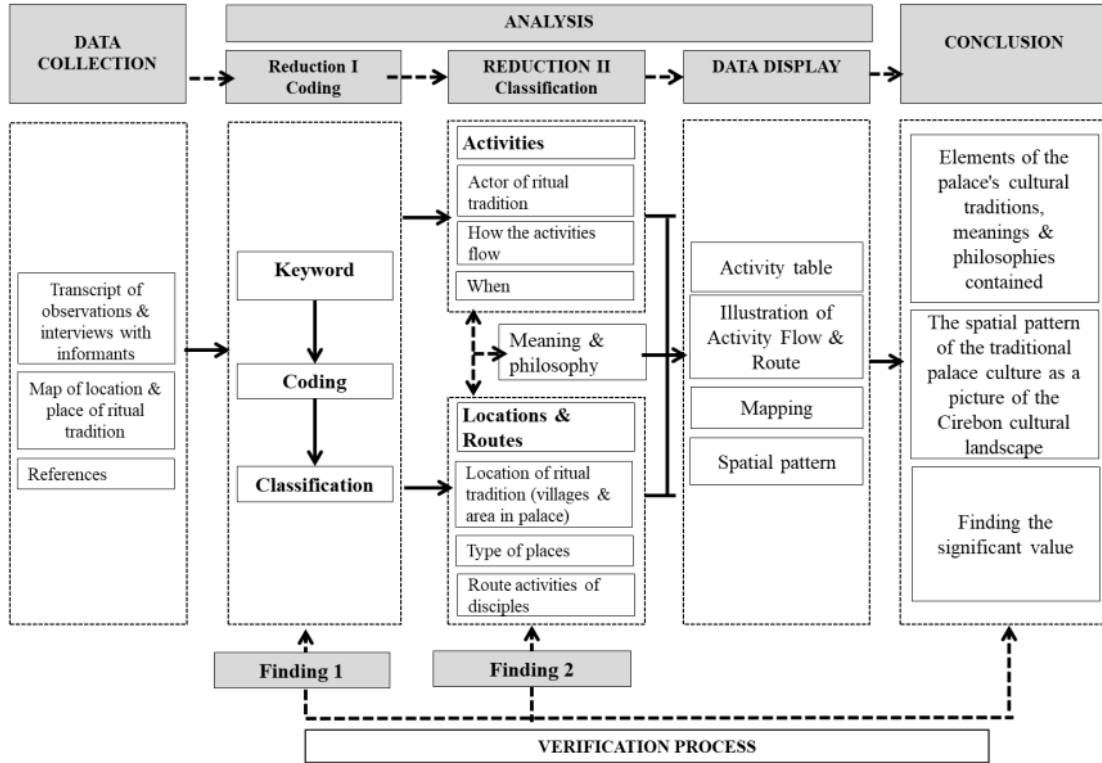 DATA
COLLECTION
ANALYSIS
Reduction I
Coding
REDUCTION II
Classification
DATA DISPLAY
CONCLUSION
Transcript of
observations &
interviews with
informants
Map of location &
place of ritual
tradition
References
Keyword
Coding
Classification
Activities
Actor of ritual
tradition
How the activities
flow
When
Meaning &
philosophy
Locations &
Routes
Location of ritual
tradition (villages &
area in palace)
Type of places
Route activities of
disciples
Activity table
Illustration of
Activity Flow &
Route
Mapping
Spatial pattern
Elements of the
palace's cultural
traditions,
meanings &
philosophies
contained
The spatial pattern
of the traditional
palace culture as a
picture of the
Cirebon cultural
landscape
Finding the
significant value
Finding 1
Finding 2
VERIFICATION PROCESS